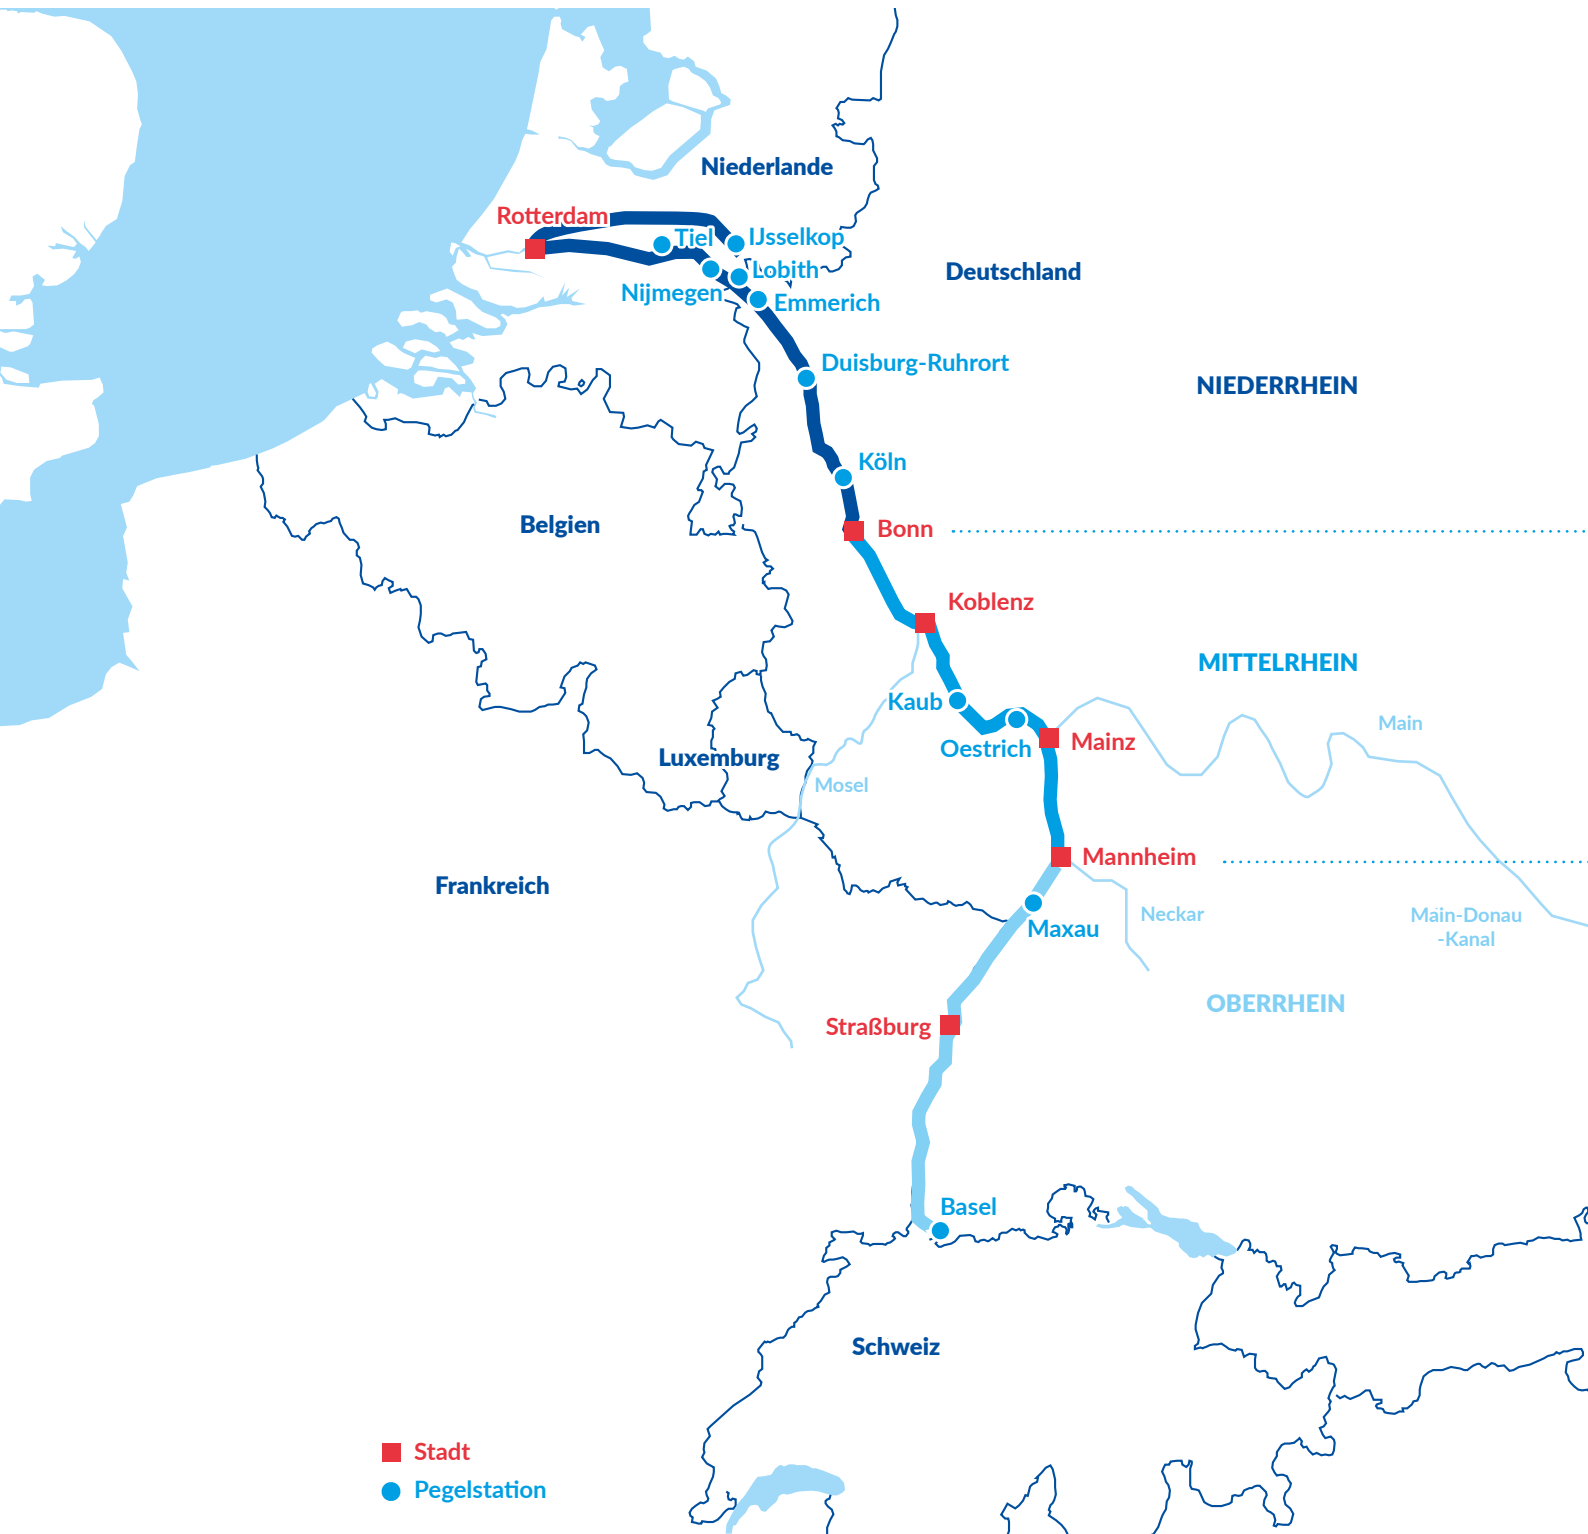 Niederlande
Rotterdam
Tiel
IJsselkop
Lobith
Deutschland
Nijmegen
Emmerich
Duisburg-Ruhrort
NIEDERRHEIN
Köln
Belgien
Bonn
Koblenz
MITTELRHEIN
Kaub
Main
Oestrich
Mainz
Luxemburg
Mosel
Mannheim
Frankreich
Neckar
Main-Donau
-Kanal
Maxau
OBERRHEIN
Straßburg
Basel
Schweiz
Stadt
Pegelstation